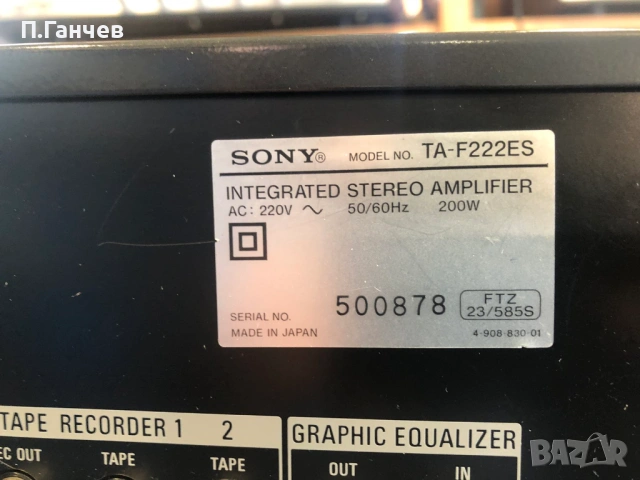 П.Ганчев
SONY® MODEL NO. TA-F222ES
INTEGRATED STEREO AMPLIFIER
AC: 220V ~ 50/60Hz 200W
SERIAL NO. 500878 FTZ
23/585S
MADE IN JAPAN 4-908-830-01
TAPE RECORDER 1 2
GRAPHIC EQUALIZER
EC OUT TAPE TAPE OUT IN
BAZAR